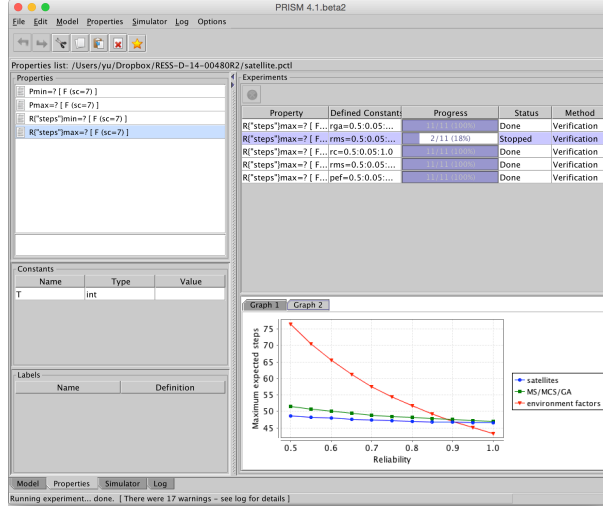 PRISM 4.1.beta2
File Edit Model Properties Simulator Log Options
Properties list: /Users/yu/Dropbox/RESS-D-14-00480R2/satellite.pctl
Properties
Pmin=? [ F (sc=7) ]
Pmax=? [ F (sc=7) ]
R{"steps"}min=? [ F (sc=7) ]
R{"steps"}max=? [ F (sc=7) ]
Constants
Name Type Value
T int
Labels
Name Definition
Experiments
Property Defined Constants Progress Status Method
R{"steps"}max=? [ F... rga=0.5:0.05:... 11/11 (100%) Done Verification
R{"steps"}max=? [ F... rms=0.5:0.05:... 2/11 (18%) Stopped Verification
R{"steps"}max=? [ F... rc=0.5:0.05:1.0 11/11 (100%) Done Verification
R{"steps"}max=? [ F... rms=0.5:0.05:... 11/11 (100%) Done Verification
R{"steps"}max=? [ F... pef=0.5:0.05:... 11/11 (100%) Done Verification
Graph 1 Graph 2
Maximum expected steps
75
70
65
60
55
50
45
0.5 0.6 0.7 0.8 0.9 1.0
Reliability
satellites
MS/MCS/GA
environment factors
Model Properties Simulator Log
Running experiment... done. [ There were 17 warnings - see log for details ]